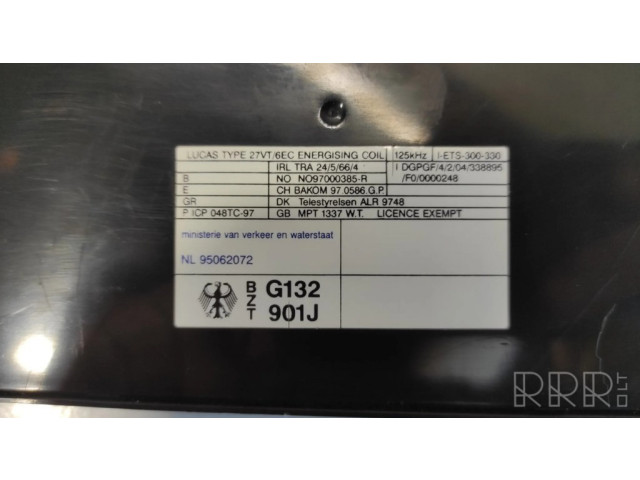 LUCAS TYPE 27VT/6EC ENERGISING COIL 125kHz I-ETS-300-330
IRL TRA 24/5/66/4 I DGPGF/4/2/04/338895
B NO NO97000385-R /F0/0000248
E CH BAKOM 97.0586.G.P
GR DK Telestyrelsen ALR 9748
P ICP 048TC-97 GB MPT 1337 W.T. LICENCE EXEMPT
ministerie van verkeer en waterstaat
NL 95062072
BZT G132
901J
RRR.LT